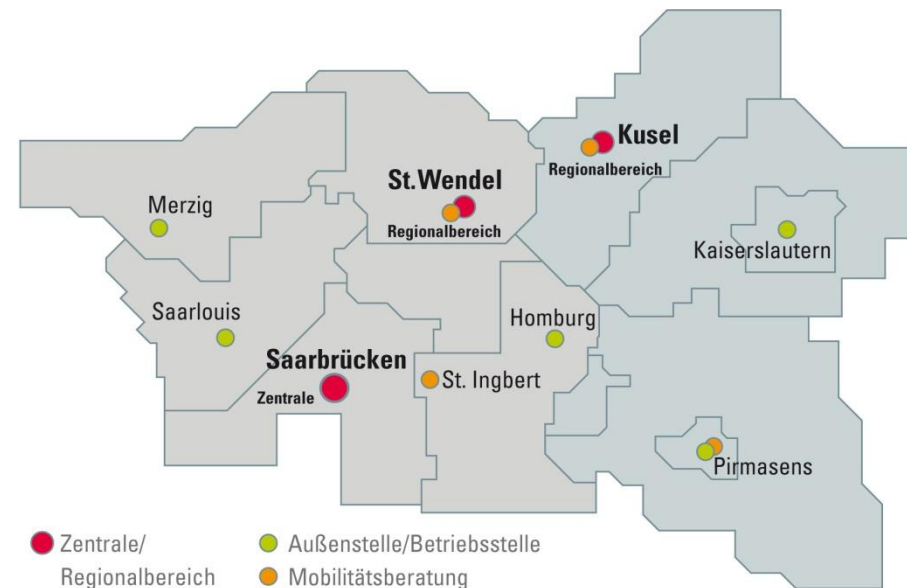 Kusel
Regionalbereich
St.Wendel
Regionalbereich
Merzig
Kaiserslautern
Saarlouis
Homburg
Saarbrücken
Zentrale
St. Ingbert
Pirmasens
Zentrale/
Regionalbereich
Außenstelle/Betriebsstelle
Mobilitätsberatung